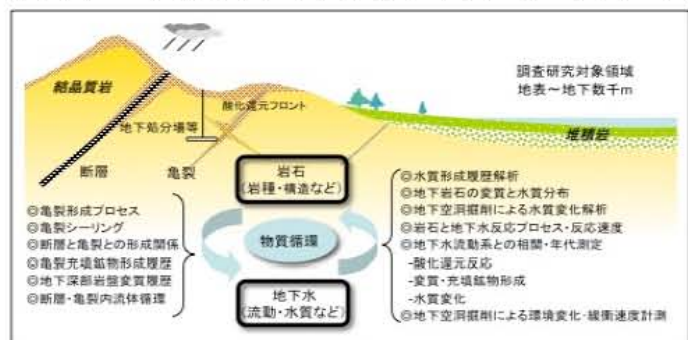 結晶質岩
酸化還元フロント
調査研究対象領域
地表~地下数千m
地下処分場等
堆積岩
断層
亀裂
岩石
(岩種・構造など)
物質循環
地下水
(流動・水質など)
◎亀裂形成プロセス
◎亀裂シーリング
◎断層と亀裂との形成関係
◎亀裂充填鉱物形成履歴
◎地下深部岩盤変質履歴
◎断層・亀裂内流体循環
◎水質形成履歴解析
◎地下岩石の変質と水質分布
◎地下空洞掘削による水質変化解析
◎岩石と地下水反応プロセス・反応速度
◎地下水流動系との相関・年代測定
-酸化還元反応
-変質・充填鉱物形成
-水質変化
◎地下空洞掘削による環境変化・緩衝速度計測